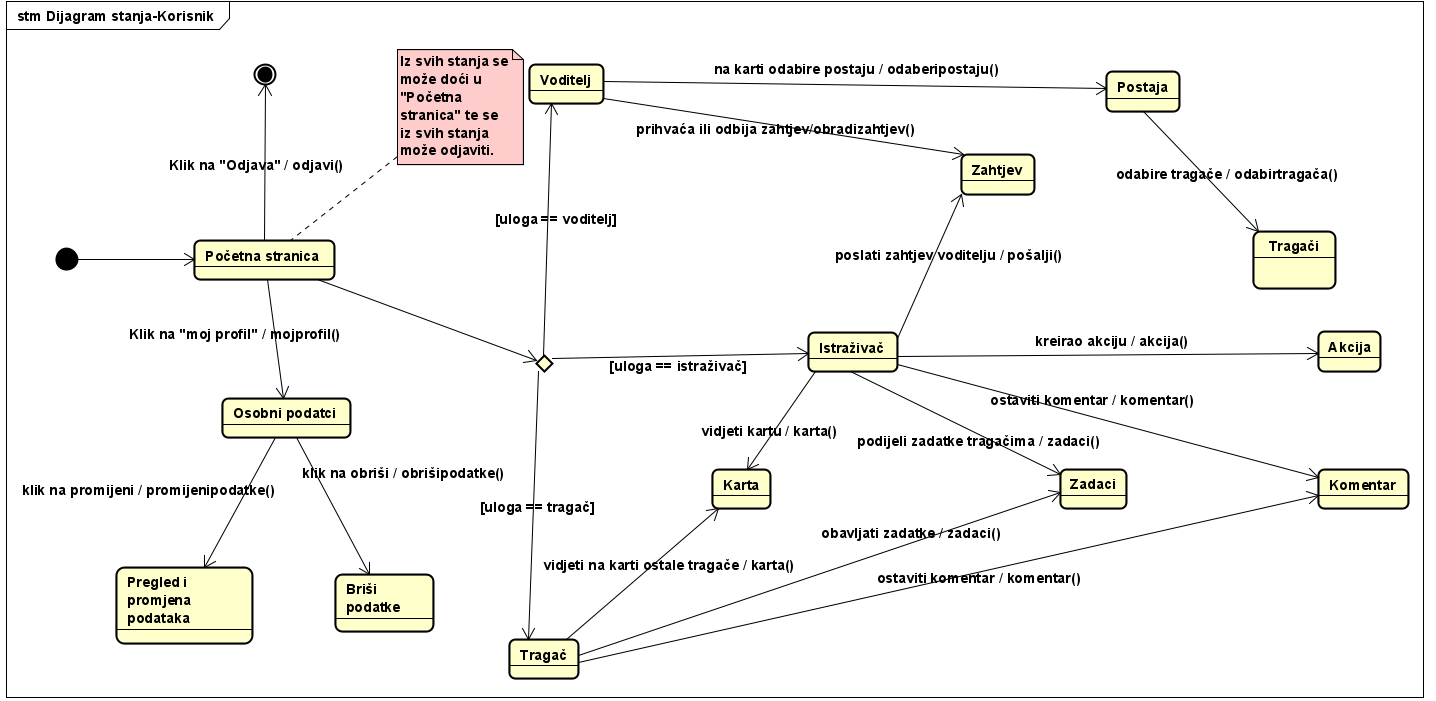 stm Dijagram stanja-Korisnik
Iz svih stanja se
može doći u
"Početna
stranica" te se
iz svih stanja
može odjaviti.
Voditelj
na karti odabire postaju / odaberipostaju()
Postaja
prihvaća ili odbija zahtjev/obradizahtjev()
Klik na "Odjava" / odjavi()
Zahtjev
odabire tragače / odabirtragača()
[uloga == voditelj]
Početna stranica
poslati zahtjev voditelju / pošalji()
Tragači
Klik na "moj profil" / mojprofil()
Istraživač
kreirao akciju / akcija()
Akcija
[uloga == istraživač]
ostaviti komentar / komentar()
Osobni podatci
vidjeti kartu / karta()
podijeli zadatke tragačima / zadaci()
klik na obriši / obrišipodatke()
klik na promijeni / promijenipodatke()
Karta
Zadaci
Komentar
[uloga == tragač]
obavljati zadatke / zadaci()
vidjeti na karti ostale tragače / karta()
ostaviti komentar / komentar()
Pregled i
promjena
podataka
Briši
podatke
Tragač